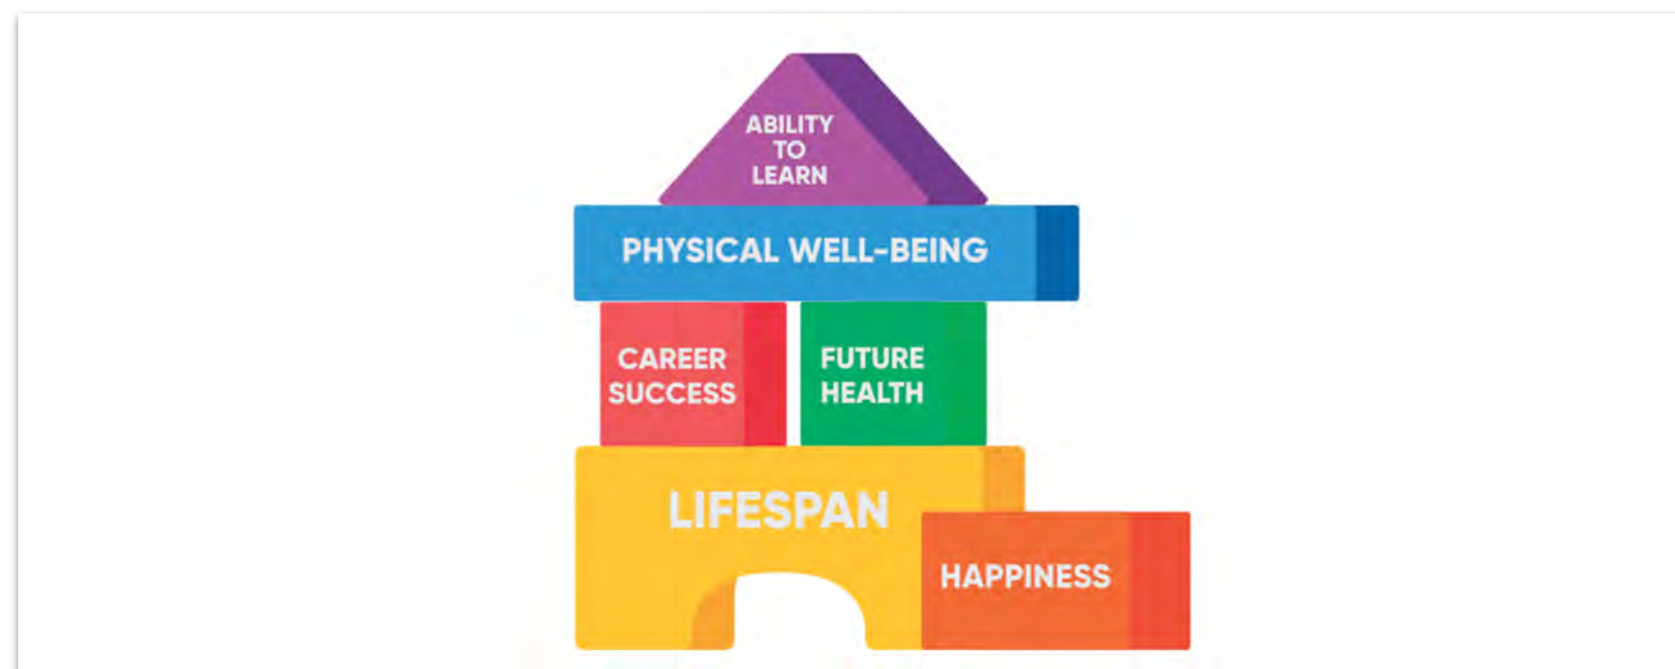 ABILITY
TO
LEARN
PHYSICAL WELL-BEING
CAREER
SUCCESS
FUTURE
HEALTH
LIFESPAN
HAPPINESS